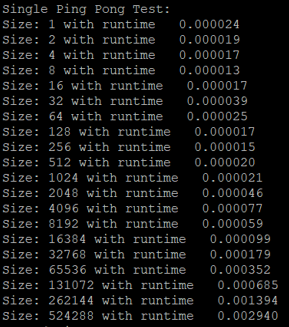 Single Ping Pong Test:
Size: 1 with runtime 0.000024
Size: 2 with runtime 0.000019
Size: 4 with runtime 0.000017
Size: 8 with runtime 0.000013
Size: 16 with runtime 0.000017
Size: 32 with runtime 0.000039
Size: 64 with runtime 0.000025
Size: 128 with runtime 0.000017
Size: 256 with runtime 0.000015
Size: 512 with runtime 0.000020
Size: 1024 with runtime 0.000021
Size: 2048 with runtime 0.000046
Size: 4096 with runtime 0.000077
Size: 8192 with runtime 0.000059
Size: 16384 with runtime 0.000099
Size: 32768 with runtime 0.000179
Size: 65536 with runtime 0.000352
Size: 131072 with runtime 0.000685
Size: 262144 with runtime 0.001394
Size: 524288 with runtime 0.002940